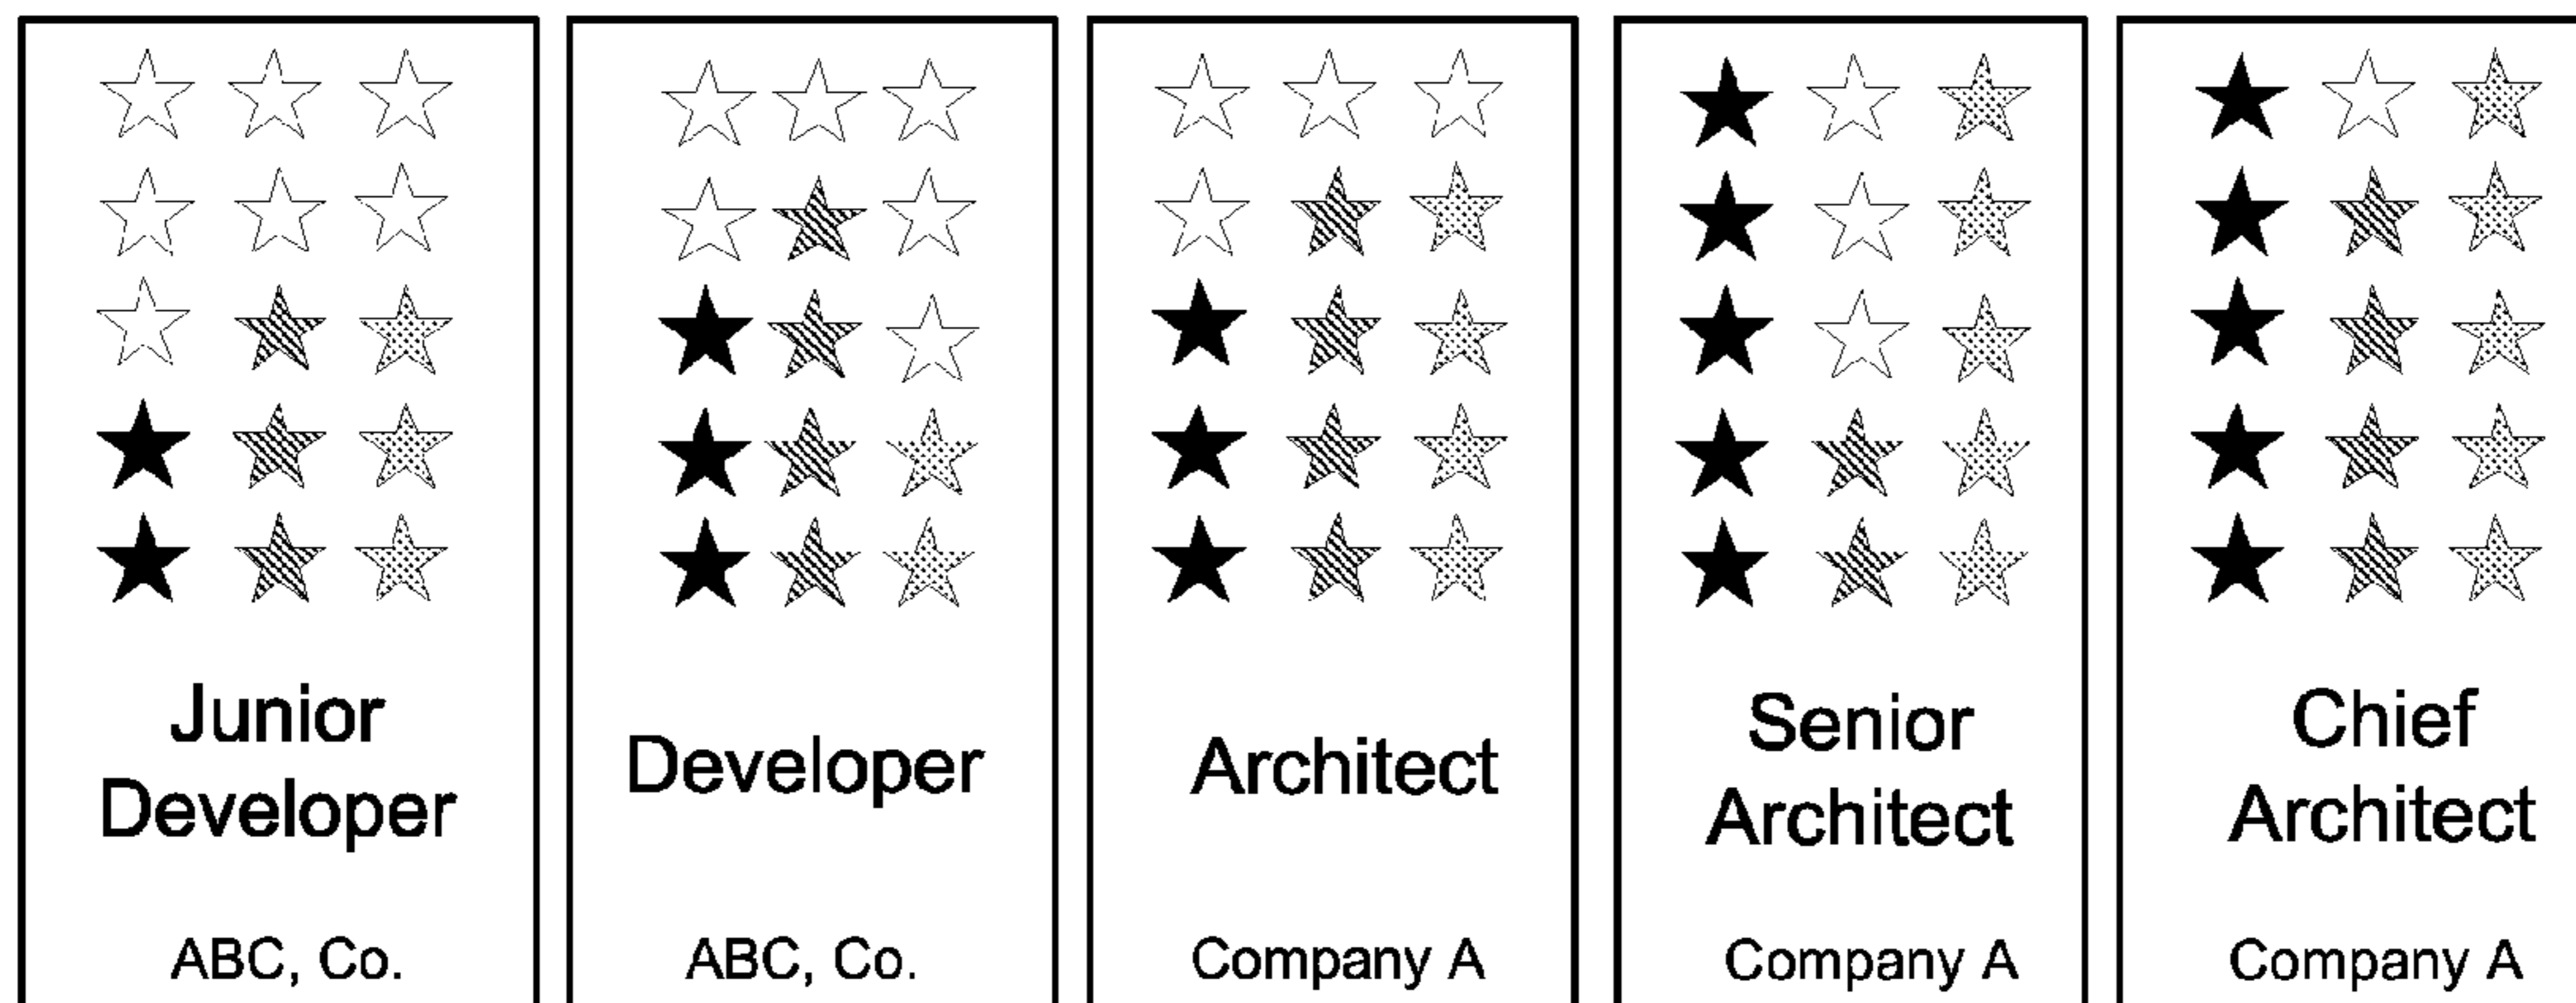 Junior
Developer
ABC, Co.
Developer
ABC, Co.
Architect
Company A
Senior
Architect
Company A
Chief
Architect
Company A